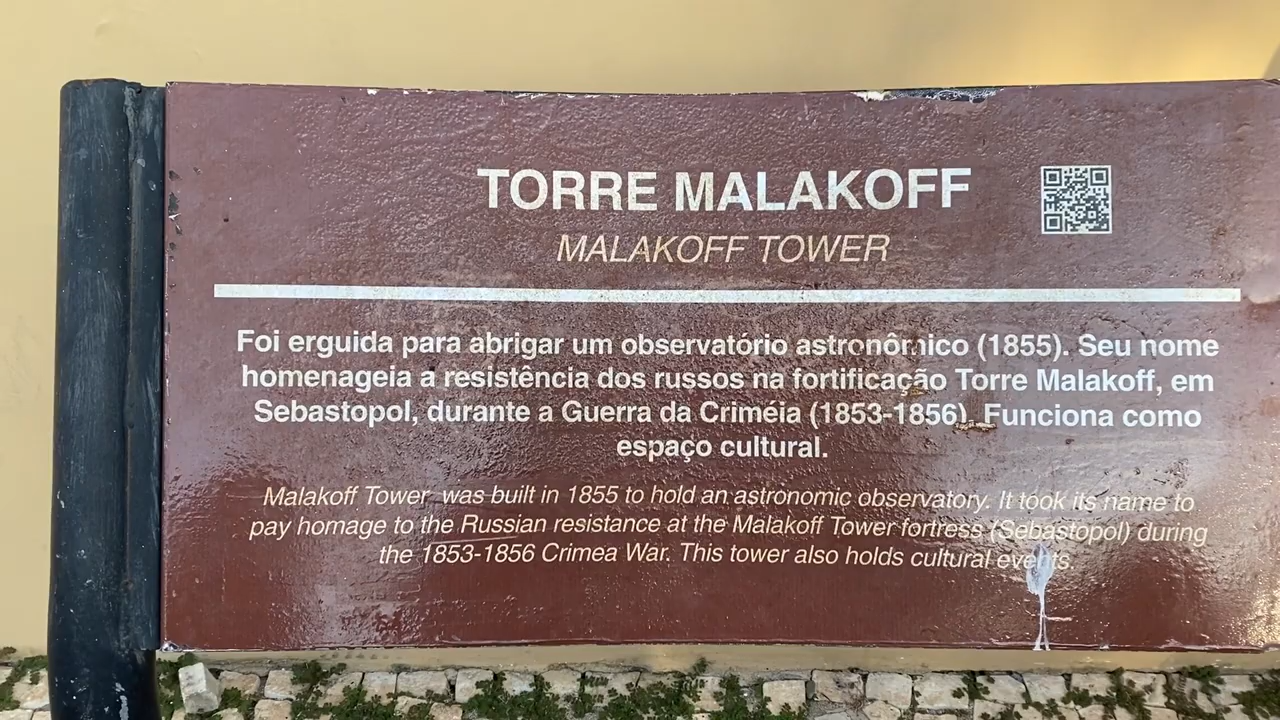 TORRE MALAKOFF
MALAKOFF TOWER
Foi erguida para abrigar um observatório astronômico (1855). Seu nome
homenageia a resistência dos russos na fortificação Torre Malakoff, em
Sebastopol, durante a Guerra da Criméia (1853-1856). Funciona como
espaço cultural.
Malakoff Tower was built in 1855 to hold an astronomic observatory. It took its name to
pay homage to the Russian resistance at the Malakoff Tower fortress (Sebastopol) during
the 1853-1856 Crimea War. This tower also holds cultural events.